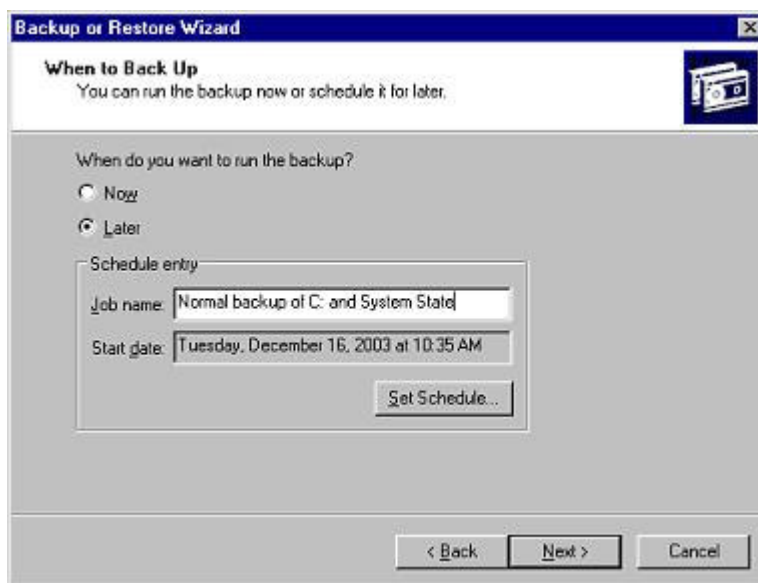 Backup or Restore Wizard
When to Back Up
You can run the backup now or schedule it for later.
When do you want to run the backup?
Now
Later
Schedule entry
Job name: Normal backup of C: and System State
Start date: Tuesday, December 16, 2003 at 10:35 AM
Set Schedule...
< Back Next > Cancel